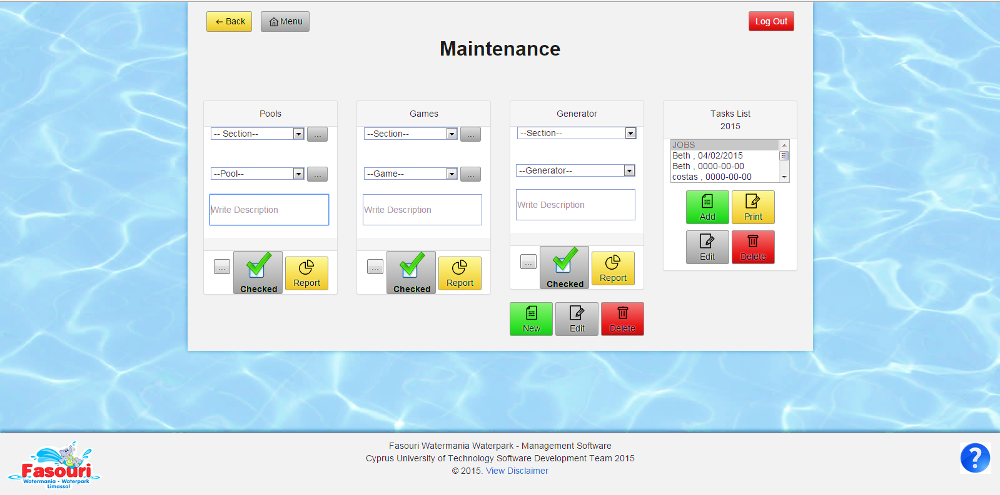 ← Back
Menu
Log Out
Maintenance
Pools
-- Section--
...
--Pool--
...
Write Description
...
Checked
Report
Games
--Section--
...
--Game--
...
Write Description
...
Checked
Report
Generator
--Section--
--Generator--
Write Description
...
Checked
Report
New
Edit
Delete
Tasks List
2015
JOBS
Beth , 04/02/2015
Beth , 0000-00-00
costas , 0000-00-00
Add
Print
Edit
Delete
Fasouri
Watermania - Waterpark
Limassol
Fasouri Watermania Waterpark - Management Software
Cyprus University of Technology Software Development Team 2015
© 2015. View Disclaimer
?